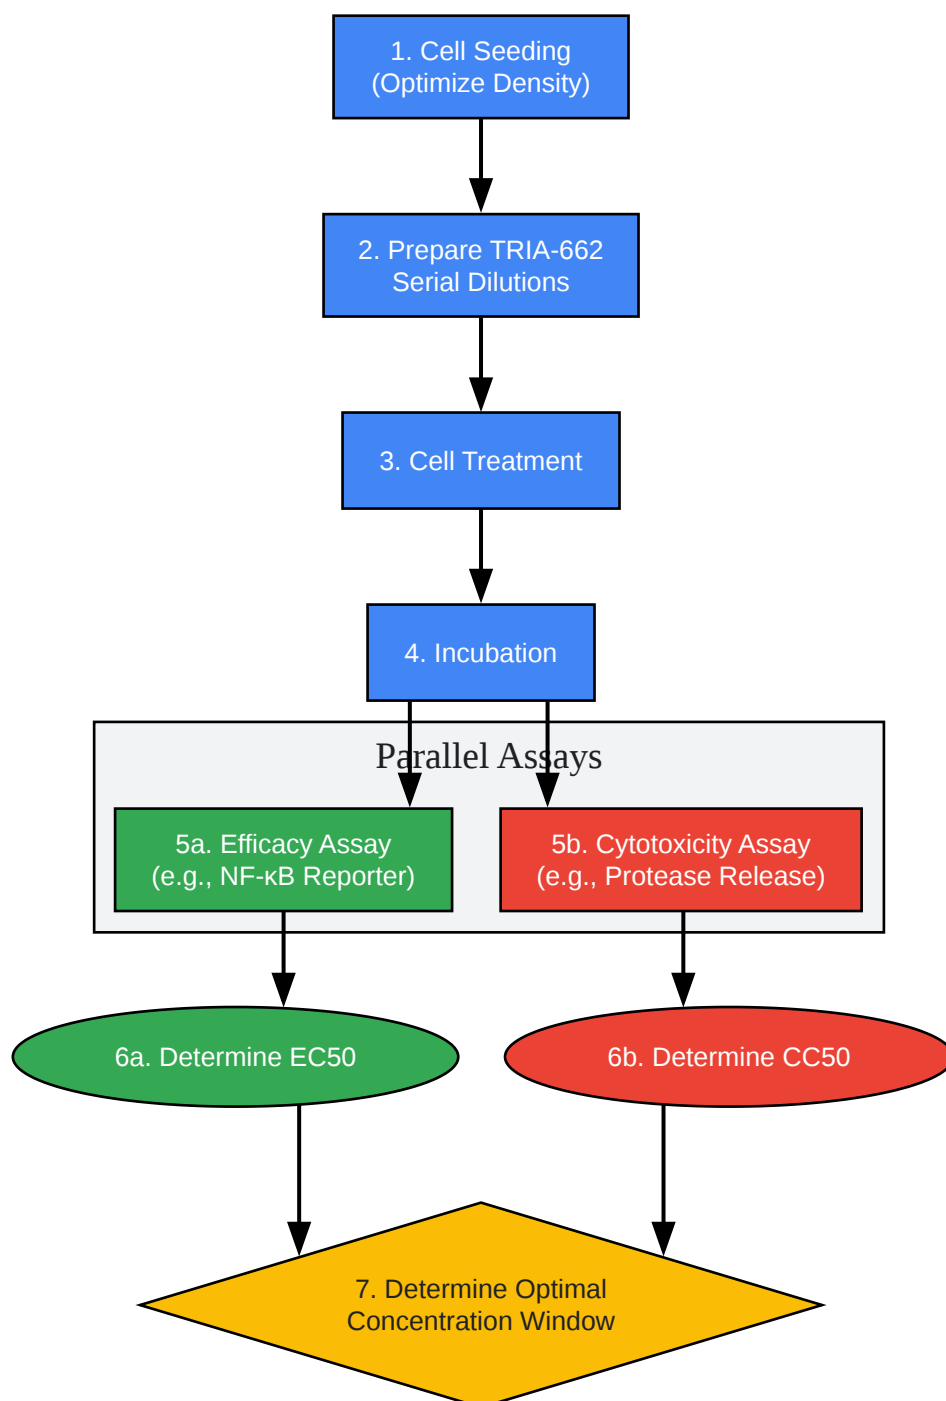 1. Cell Seeding
(Optimize Density)
2. Prepare TRIA-662
Serial Dilutions
3. Cell Treatment
4. Incubation
Parallel Assays
5a. Efficacy Assay
(e.g., NF-κB Reporter)
5b. Cytotoxicity Assay
(e.g., Protease Release)
6a. Determine EC50
6b. Determine CC50
7. Determine Optimal
Concentration Window